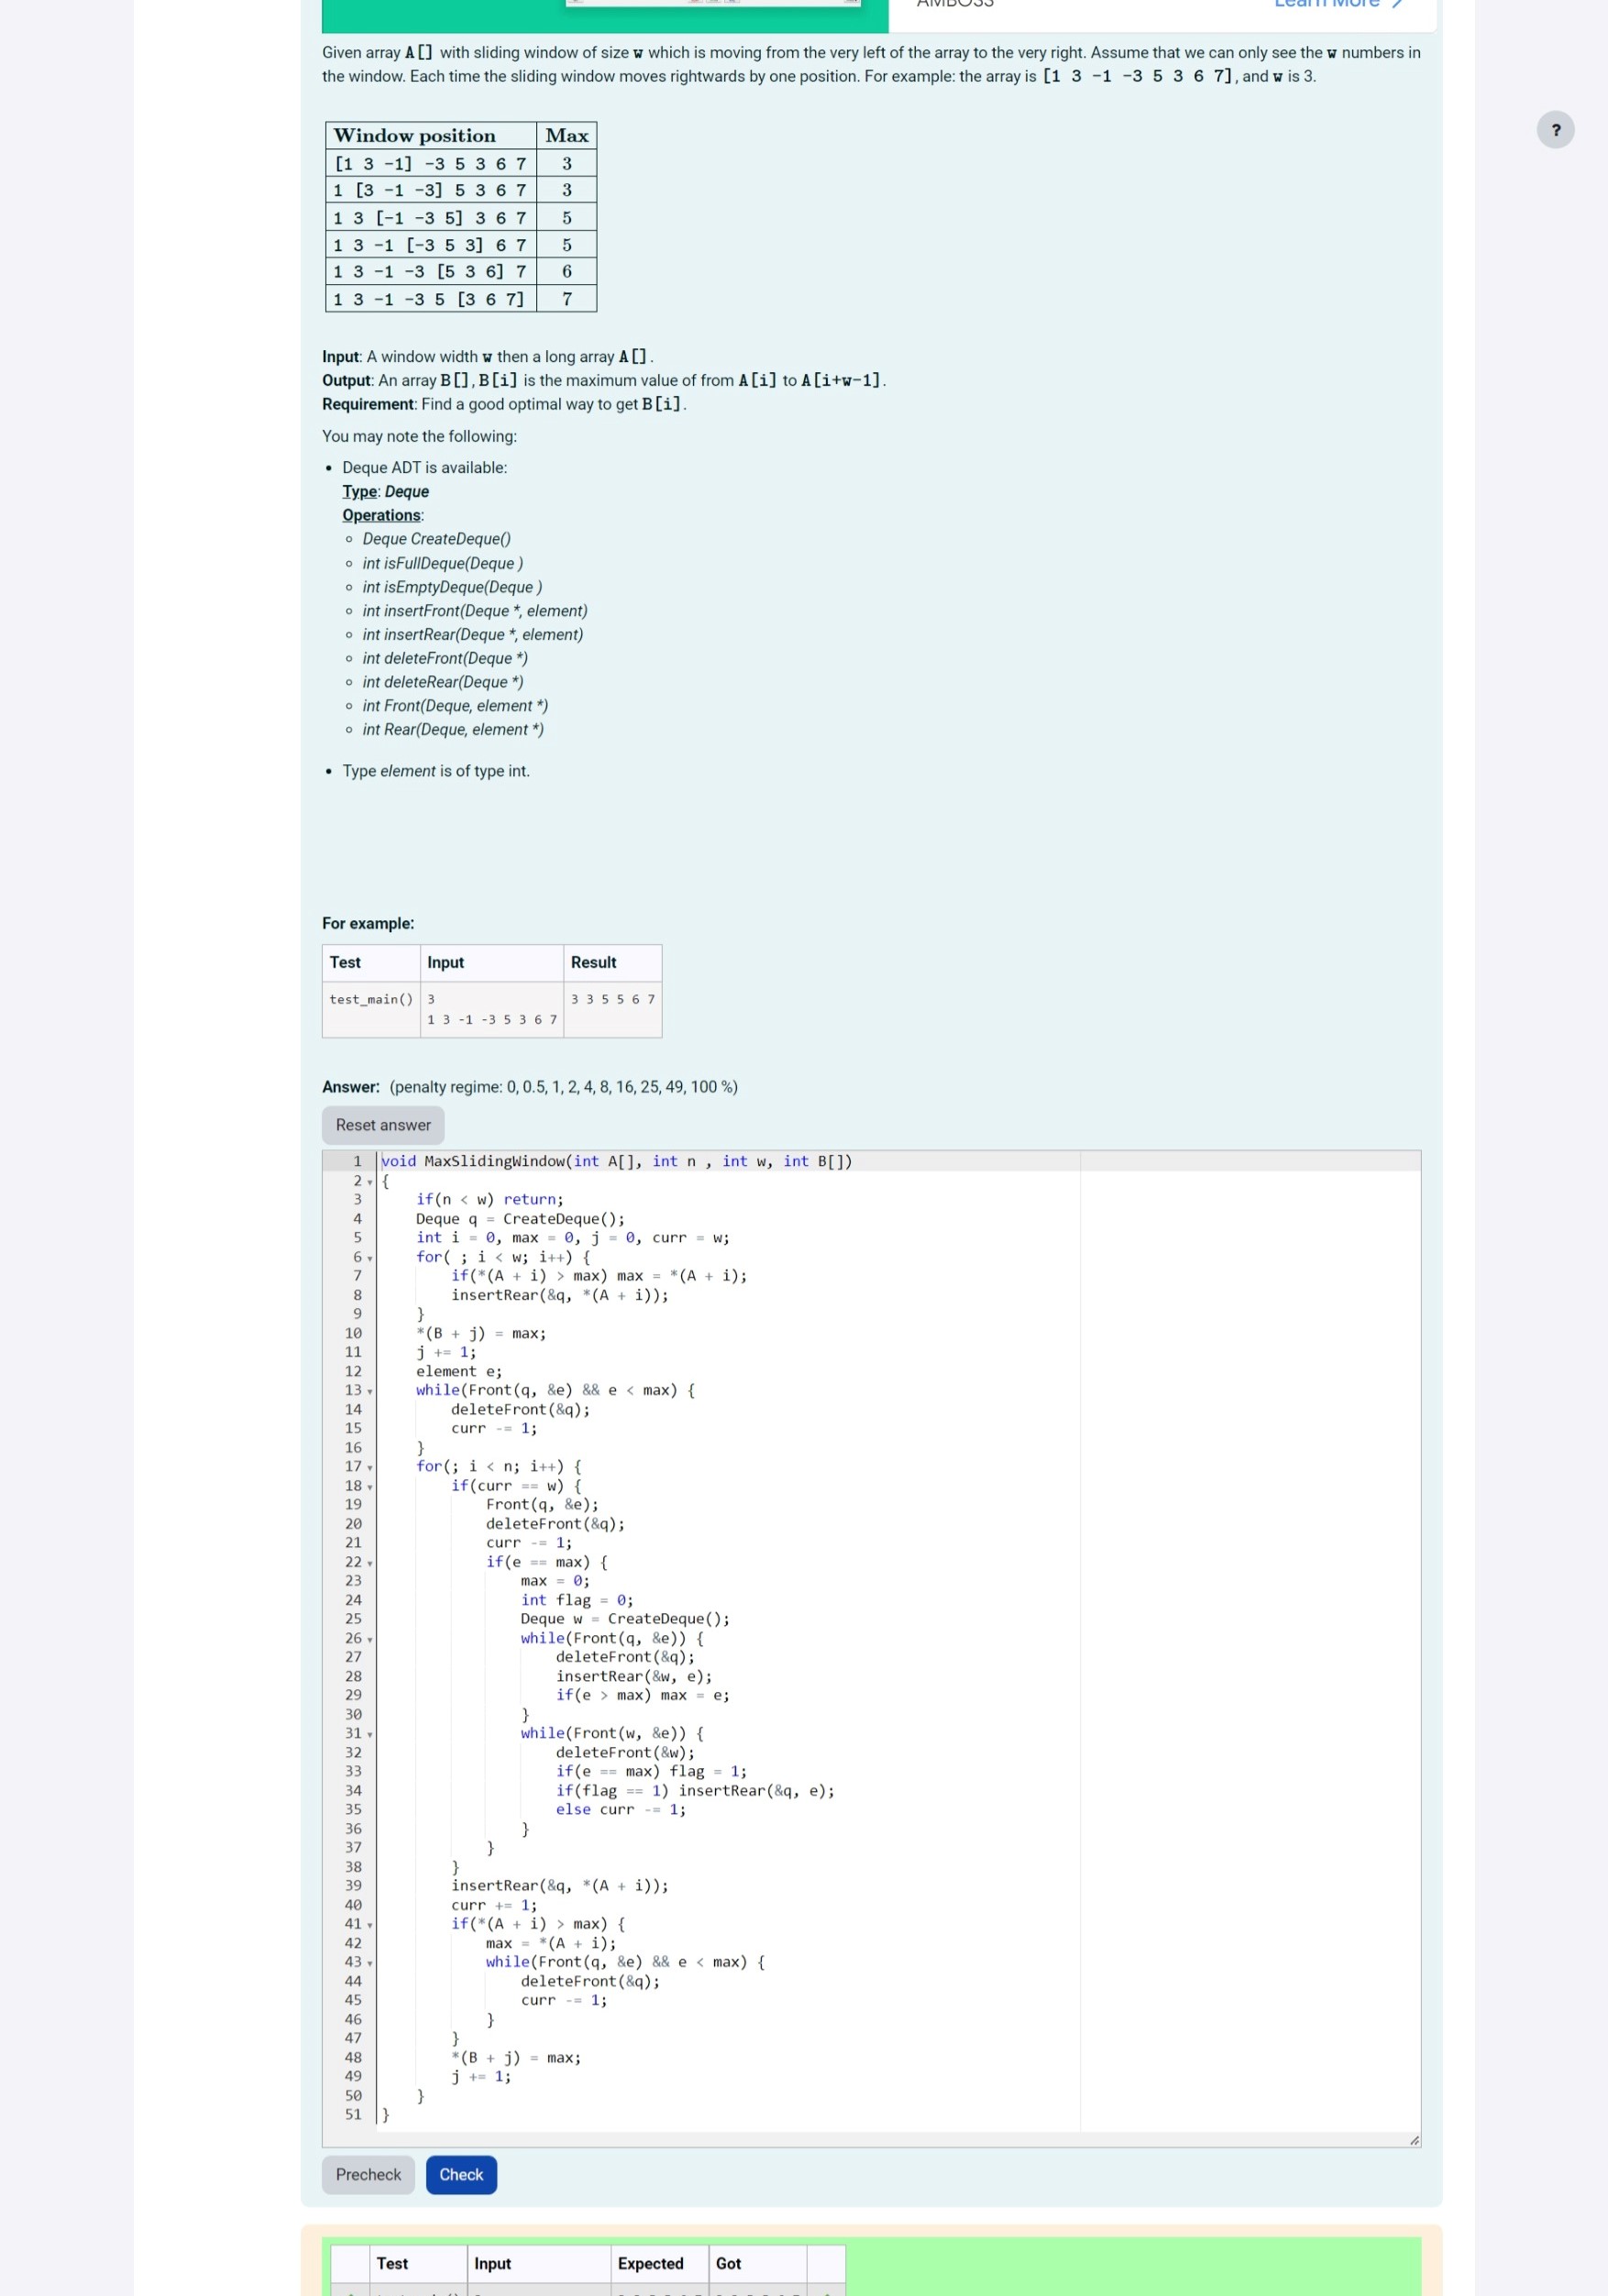 AMBOSS
Learn More
Given array A[] with sliding window of size w which is moving from the very left of the array to the very right. Assume that we can only see the w numbers in
the window. Each time the sliding window moves rightwards by one position. For example: the array is [1 3 -1 -3 5 3 6 7], and w is 3.
?
Window position Max
[1 3 -1] -3 5 3 6 7 3
1 [3 -1 -3] 5 3 6 7 3
1 3 [-1 -3 5] 3 6 7 5
1 3 -1 [-3 5 3] 6 7 5
1 3 -1 -3 [5 3 6] 7 6
1 3 -1 -3 5 [3 6 7] 7
Input: A window width w then a long array A[].
Output: An array B[], B[i] is the maximum value of from A[i] to A[i+w-1].
Requirement: Find a good optimal way to get B[i].
You may note the following:
• Deque ADT is available:
Type: Deque
Operations:
◦ Deque CreateDeque()
◦ int isFullDeque(Deque )
◦ int isEmptyDeque(Deque )
◦ int insertFront(Deque *, element)
◦ int insertRear(Deque *, element)
◦ int deleteFront(Deque *)
◦ int deleteRear(Deque *)
◦ int Front(Deque, element *)
◦ int Rear(Deque, element *)
• Type element is of type int.
For example:
Test Input Result
test_main() 3 3 3 5 5 6 7
1 3 -1 -3 5 3 6 7
Answer: (penalty regime: 0, 0.5, 1, 2, 4, 8, 16, 25, 49, 100 %)
Reset answer
1 void MaxSlidingWindow(int A[], int n , int w, int B[])
2 {
3 if(n < w) return;
4 Deque q = CreateDeque();
5 int i = 0, max = 0, j = 0, curr = w;
6 for( ; i < w; i++) {
7 if(*(A + i) > max) max = *(A + i);
8 insertRear(&q, *(A + i));
9 }
10 *(B + j) = max;
11 j += 1;
12 element e;
13 while(Front(q, &e) && e < max) {
14 deleteFront(&q);
15 curr -= 1;
16 }
17 for(; i < n; i++) {
18 if(curr == w) {
19 Front(q, &e);
20 deleteFront(&q);
21 curr -= 1;
22 if(e == max) {
23 max = 0;
24 int flag = 0;
25 Deque w = CreateDeque();
26 while(Front(q, &e)) {
27 deleteFront(&q);
28 insertRear(&w, e);
29 if(e > max) max = e;
30 }
31 while(Front(w, &e)) {
32 deleteFront(&w);
33 if(e == max) flag = 1;
34 if(flag == 1) insertRear(&q, e);
35 else curr -= 1;
36 }
37 }
38 }
39 insertRear(&q, *(A + i));
40 curr += 1;
41 if(*(A + i) > max) {
42 max = *(A + i);
43 while(Front(q, &e) && e < max) {
44 deleteFront(&q);
45 curr -= 1;
46 }
47 }
48 *(B + j) = max;
49 j += 1;
50 }
51 }
Precheck
Check
Test Input Expected Got